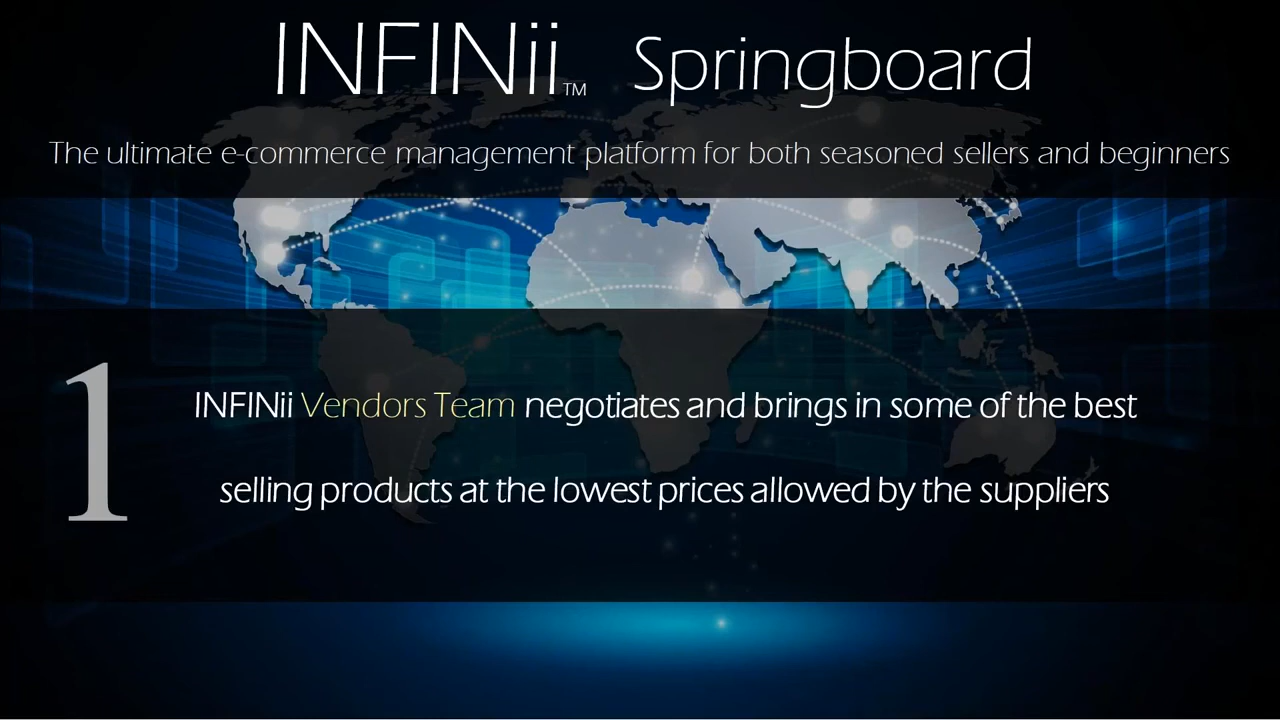 INFINii™ Springboard
The ultimate e-commerce management platform for both seasoned sellers and beginners
1
INFINii Vendors Team negotiates and brings in some of the best
selling products at the lowest prices allowed by the suppliers